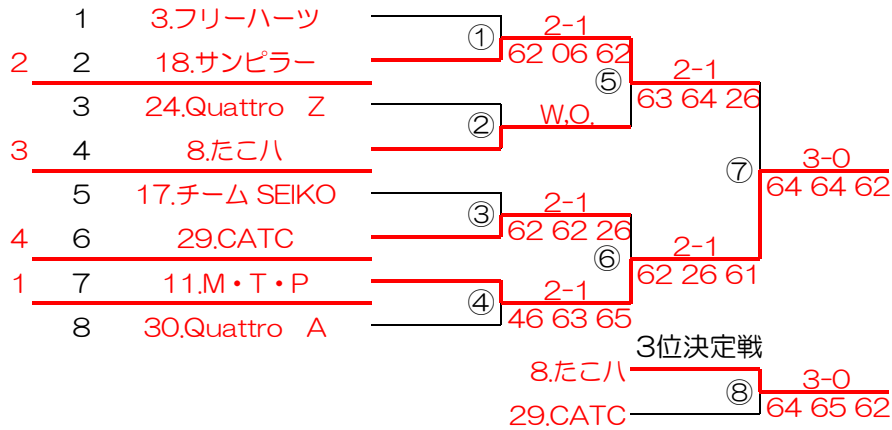 1 3.フリーハーツ
① 2-1
62 06 62
2 2 18.サンピラー
⑤ 2-1
63 64 26
3 24.Quattro Z
② W,O.
3 4 8.たこハ
⑦ 3-0
64 64 62
5 17.チーム SEIKO
③ 2-1
62 62 26
4 6 29.CATC
⑥ 2-1
62 26 61
1 7 11.M・T・P
④ 2-1
46 63 65
8 30.Quattro A
3位決定戦
8.たこハ
⑧ 3-0
64 65 62
29.CATC